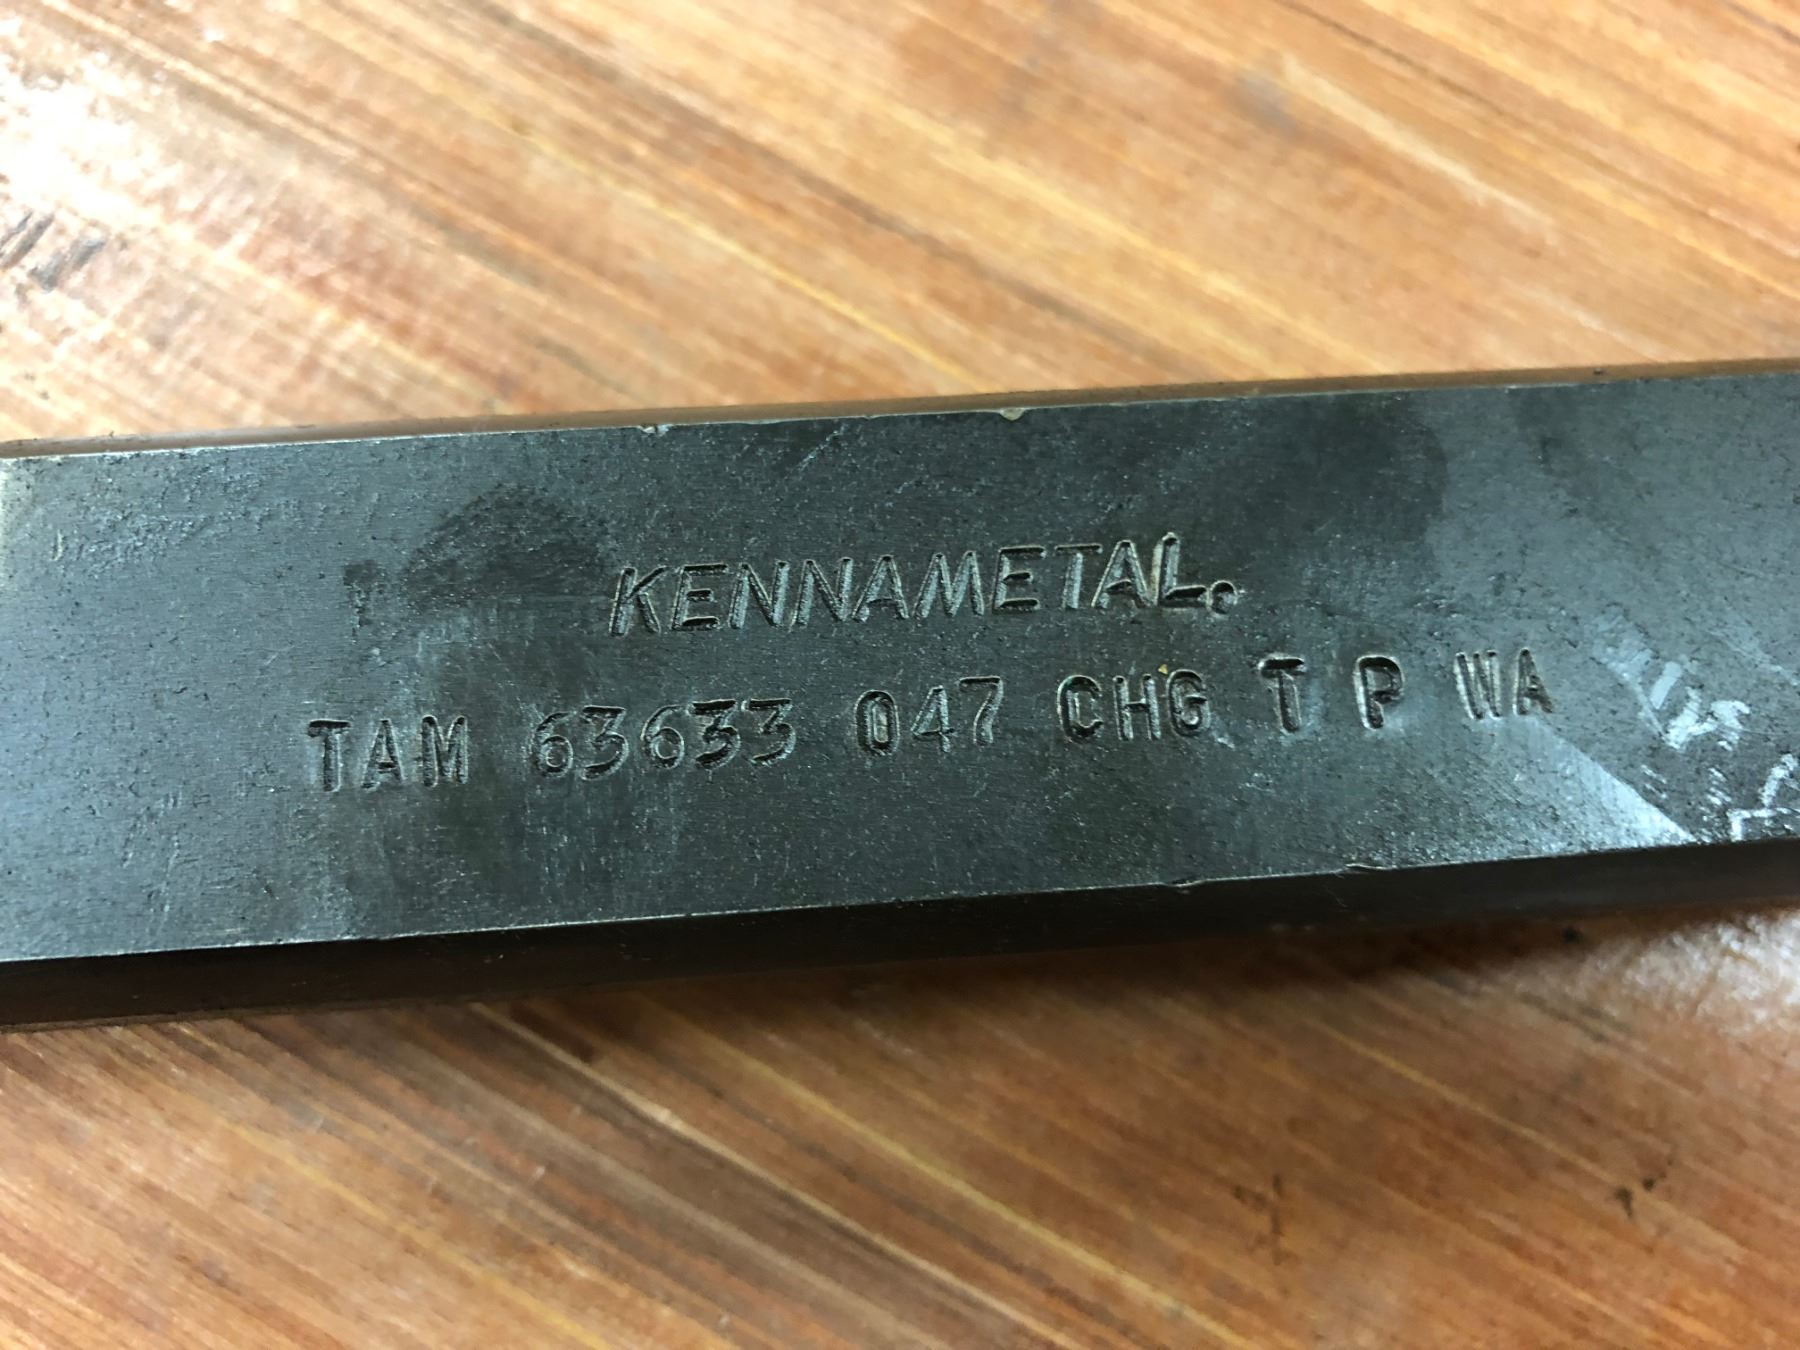 KENNAMETAL.
TAM 63633 047 CHG T P WA